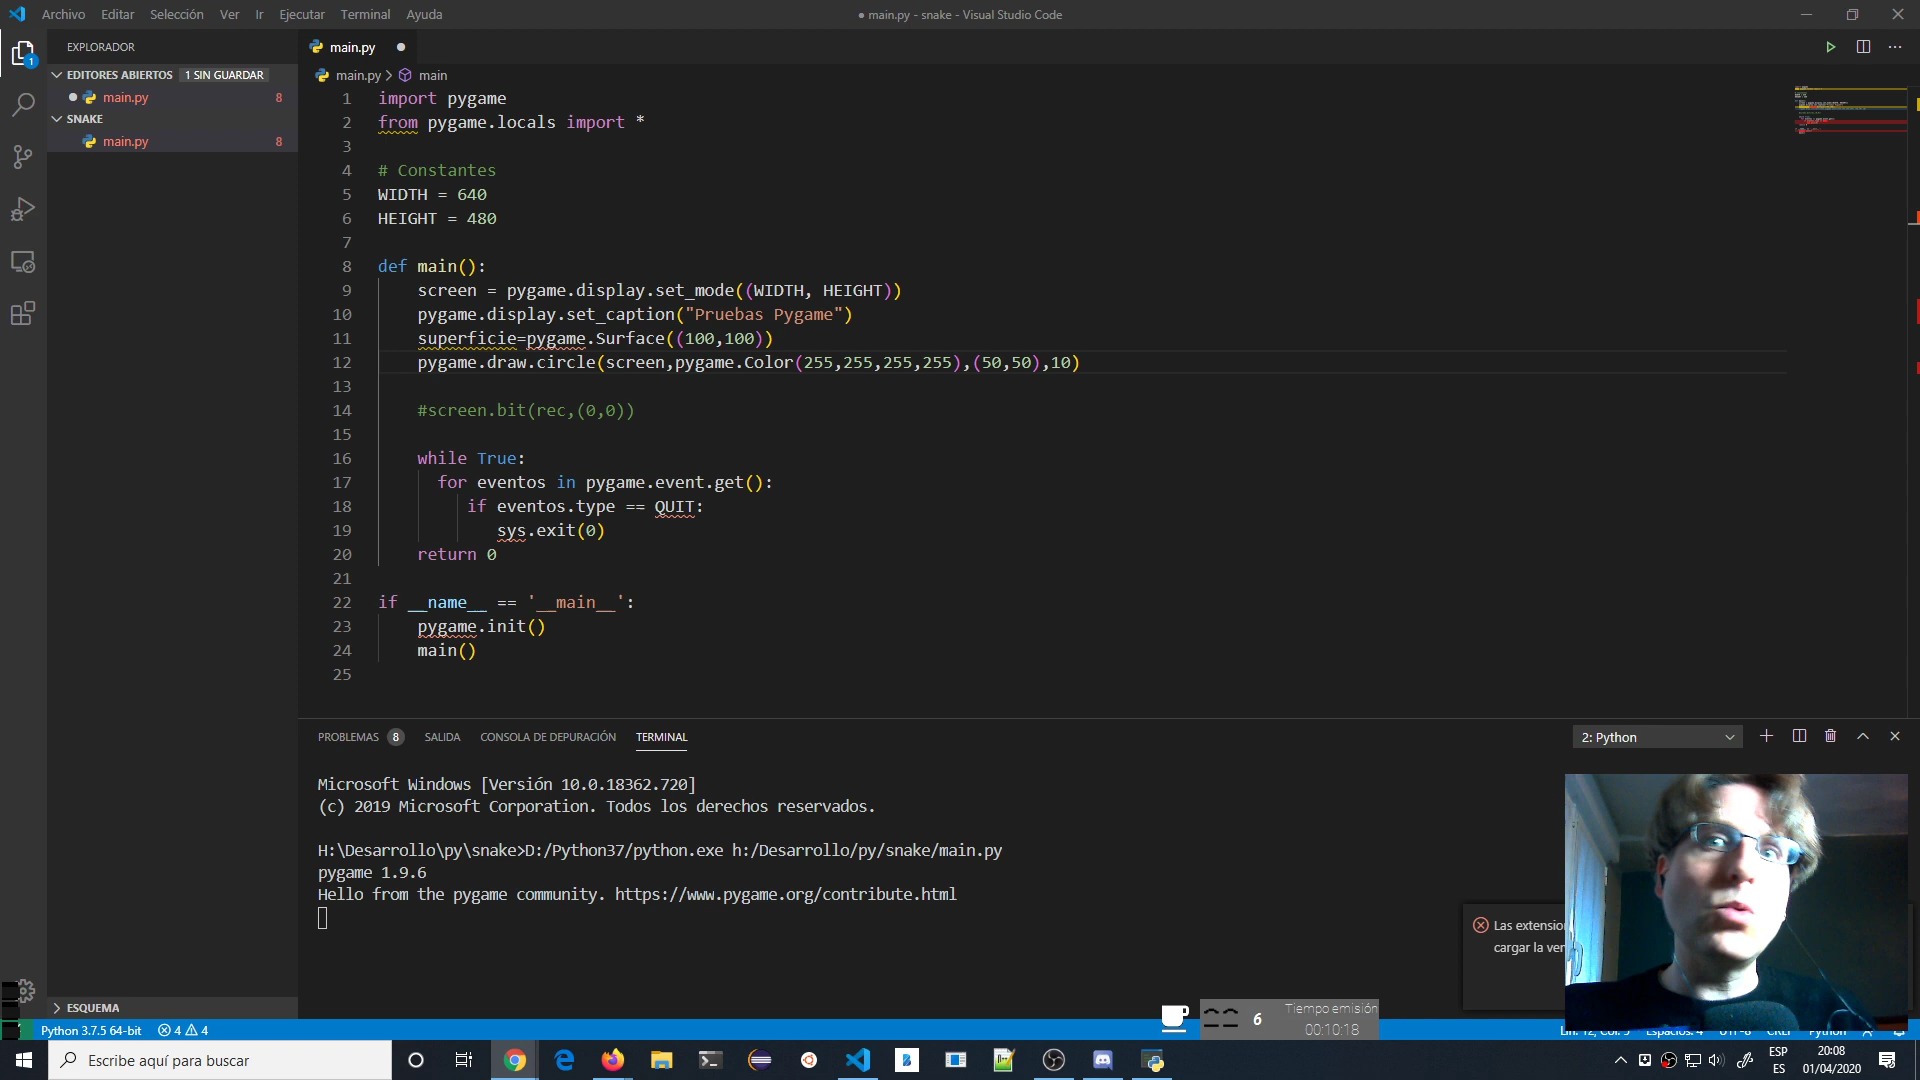 Archivo Editar Selección Ver Ir Ejecutar Terminal Ayuda
● main.py - snake - Visual Studio Code
EXPLORADOR
EDITORES ABIERTOS 1 SIN GUARDAR
main.py 8
SNAKE
main.py 8
ESQUEMA
1
main.py
main.py > main
1 import pygame
2 from pygame.locals import *
3
4 # Constantes
5 WIDTH = 640
6 HEIGHT = 480
7
8 def main():
9 screen = pygame.display.set_mode((WIDTH, HEIGHT))
10 pygame.display.set_caption("Pruebas Pygame")
11 superficie=pygame.Surface((100,100))
12 pygame.draw.circle(screen,pygame.Color(255,255,255,255),(50,50),10)
13
14 #screen.bit(rec,(0,0))
15
16 while True:
17 for eventos in pygame.event.get():
18 if eventos.type == QUIT:
19 sys.exit(0)
20 return 0
21
22 if __name__ == '__main__':
23 pygame.init()
24 main()
25
PROBLEMAS 8 SALIDA CONSOLA DE DEPURACIÓN TERMINAL
2: Python
Microsoft Windows [Versión 10.0.18362.720]
(c) 2019 Microsoft Corporation. Todos los derechos reservados.
H:\Desarrollo\py\snake>D:/Python37/python.exe h:/Desarrollo/py/snake/main.py
pygame 1.9.6
Hello from the pygame community. https://www.pygame.org/contribute.html
Las
cargar la
6
Tiempo emisión
00:10:18
Python 3.7.5 64-bit 4 4
Escribe aquí para buscar
ESP
ES
20:08
01/04/2020